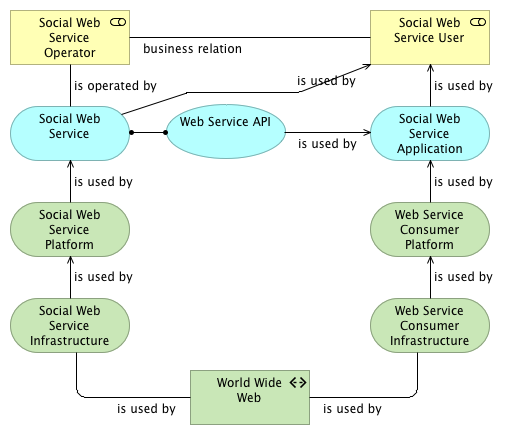 Social Web
Service
Operator
business relation
Social Web
Service User
is operated by
is used by
is used by
Social Web
Service
Web Service API
is used by
Social Web
Service
Application
is used by
is used by
Social Web
Service
Platform
Web Service
Consumer
Platform
is used by
is used by
Social Web
Service
Infrastructure
Web Service
Consumer
Infrastructure
World Wide
Web
is used by
is used by